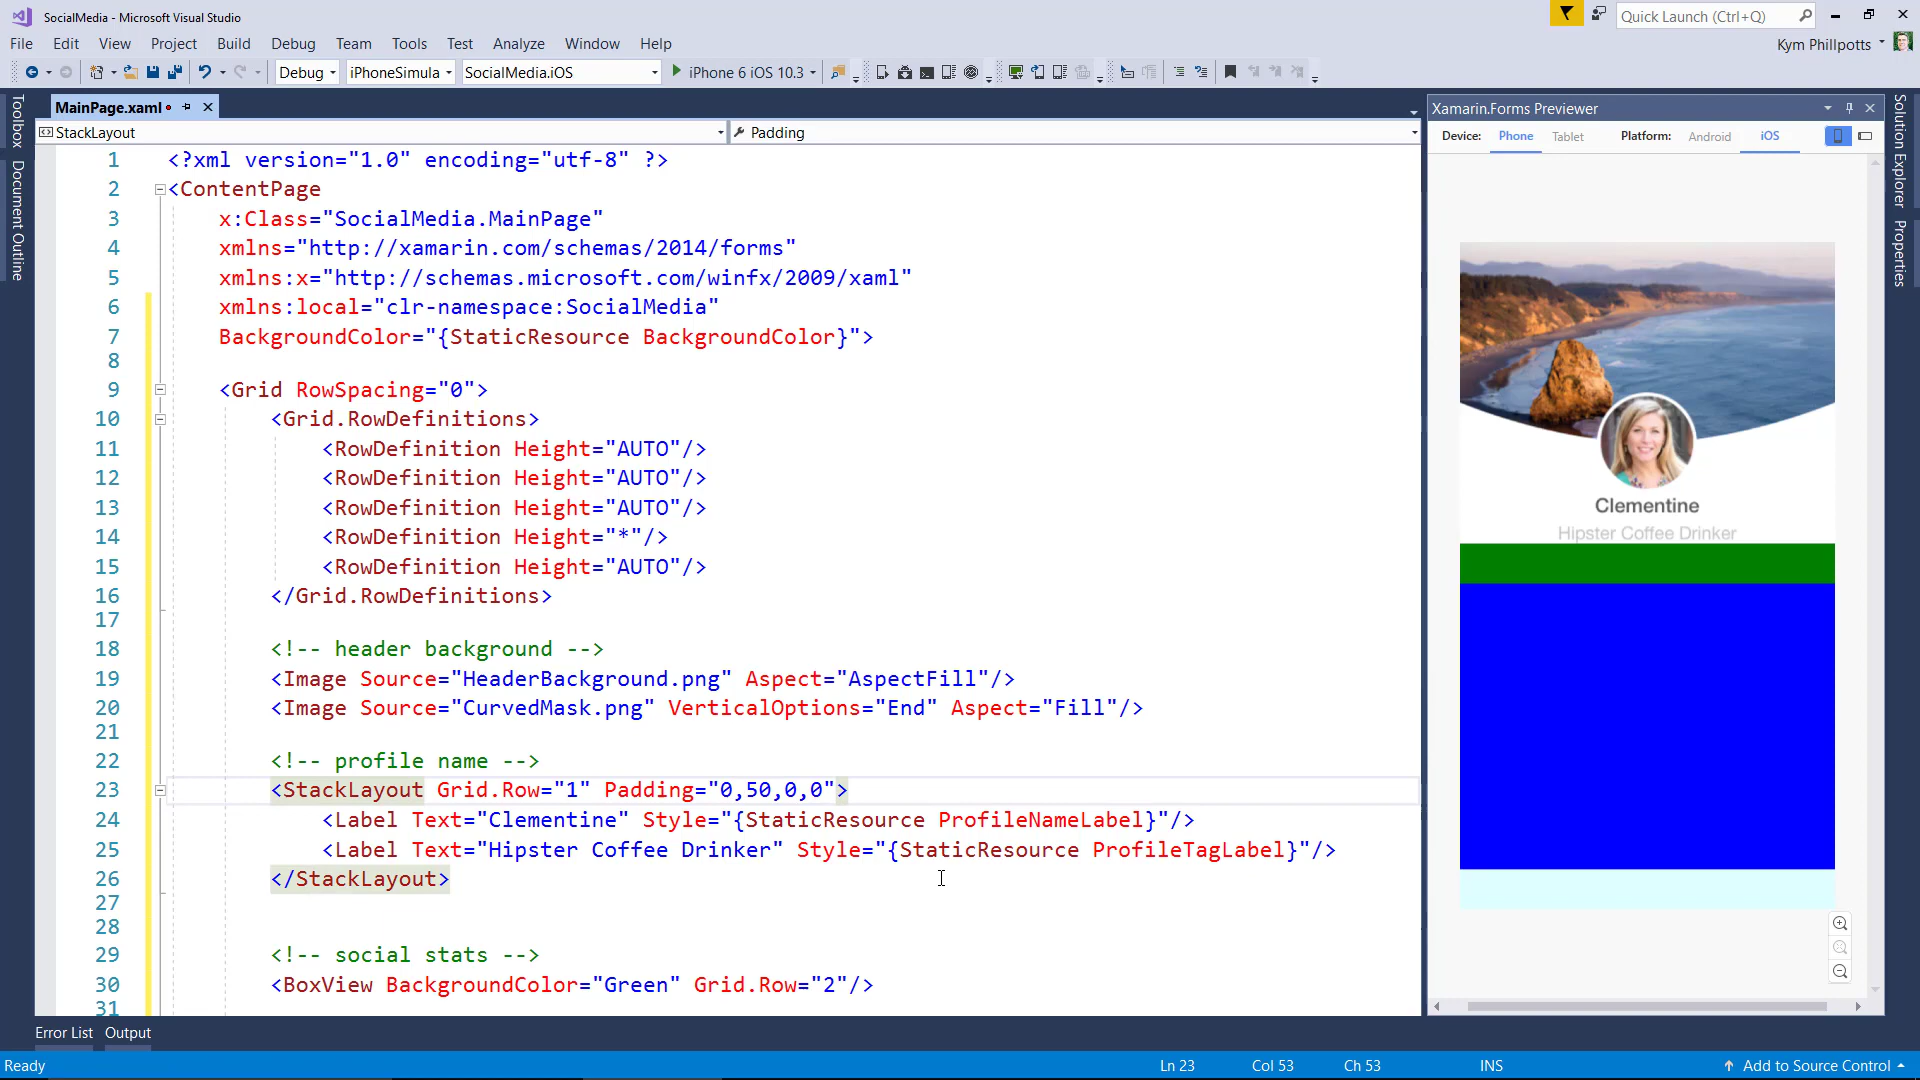 SocialMedia - Microsoft Visual Studio
Quick Launch (Ctrl+Q)
File Edit View Project Build Debug Team Tools Test Analyze Window Help
Kym Phillpotts
Debug iPhoneSimula SocialMedia.iOS iPhone 6 iOS 10.3
Toolbox
Document Outline
MainPage.xaml
StackLayout
Padding
1 <?xml version="1.0" encoding="utf-8" ?>
2 <ContentPage
3 x:Class="SocialMedia.MainPage"
4 xmlns="http://xamarin.com/schemas/2014/forms"
5 xmlns:x="http://schemas.microsoft.com/winfx/2009/xaml"
6 xmlns:local="clr-namespace:SocialMedia"
7 BackgroundColor="{StaticResource BackgroundColor}">
8
9 <Grid RowSpacing="0">
10 <Grid.RowDefinitions>
11 <RowDefinition Height="AUTO"/>
12 <RowDefinition Height="AUTO"/>
13 <RowDefinition Height="AUTO"/>
14 <RowDefinition Height="*"/>
15 <RowDefinition Height="AUTO"/>
16 </Grid.RowDefinitions>
17
18 <!-- header background -->
19 <Image Source="HeaderBackground.png" Aspect="AspectFill"/>
20 <Image Source="CurvedMask.png" VerticalOptions="End" Aspect="Fill"/>
21
22 <!-- profile name -->
23 <StackLayout Grid.Row="1" Padding="0,50,0,0">
24 <Label Text="Clementine" Style="{StaticResource ProfileNameLabel}"/>
25 <Label Text="Hipster Coffee Drinker" Style="{StaticResource ProfileTagLabel}"/>
26 </StackLayout>
27
28
29 <!-- social stats -->
30 <BoxView BackgroundColor="Green" Grid.Row="2"/>
31
Xamarin.Forms Previewer
Device: Phone Tablet Platform: Android iOS
Clementine
Hipster Coffee Drinker
Solution Explorer
Properties
Error List Output
Ready
Ln 23 Col 53 Ch 53 INS
Add to Source Control